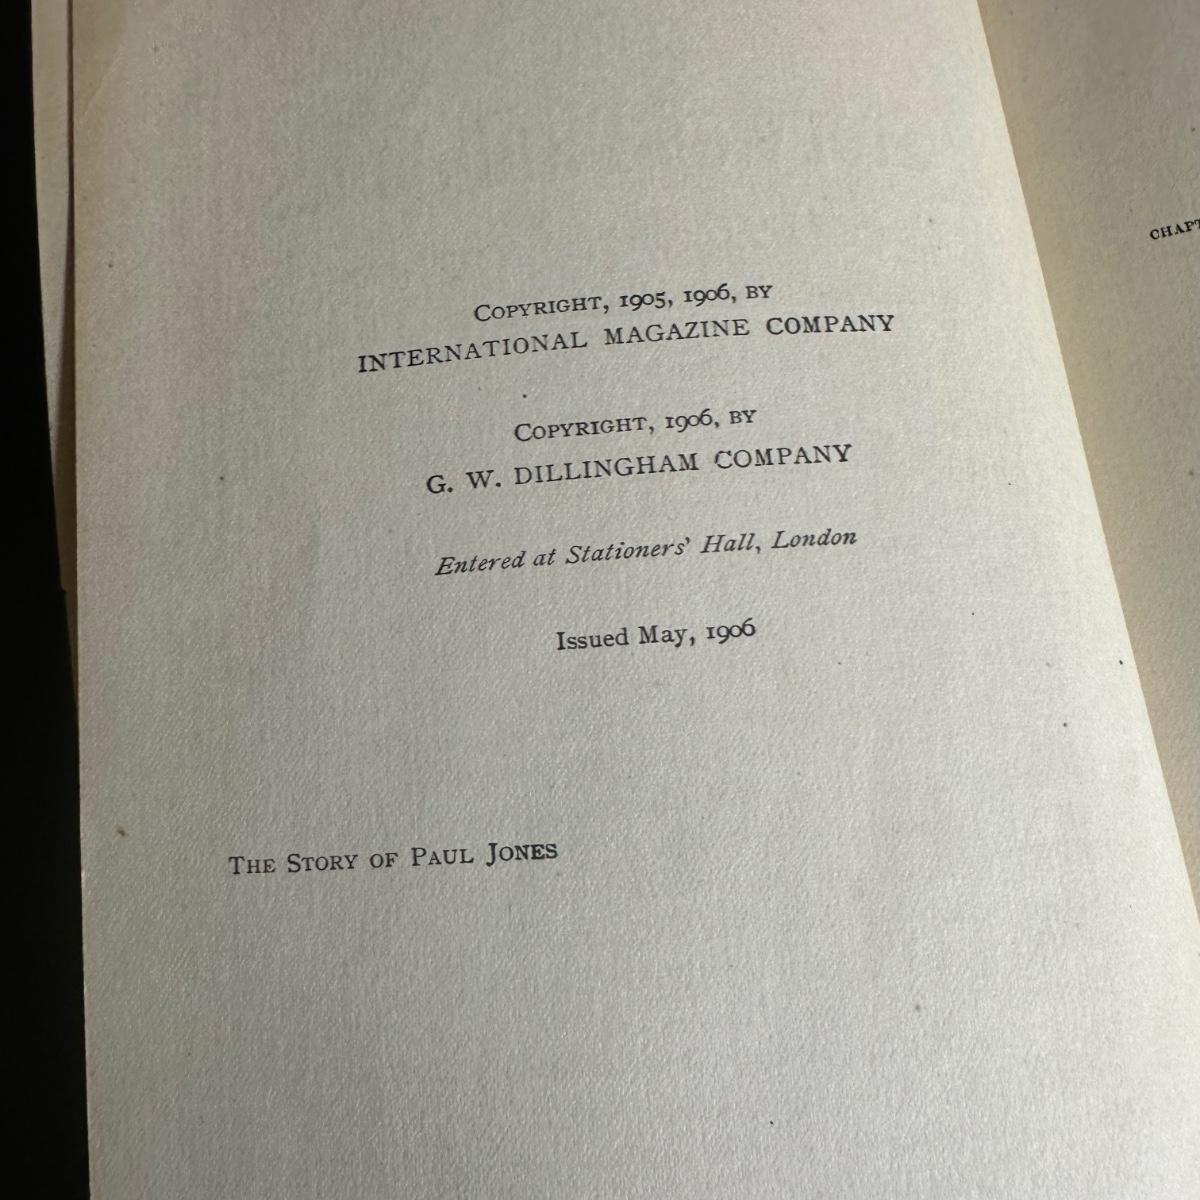 COPYRIGHT, 1905, 1906, BY
INTERNATIONAL MAGAZINE COMPANY
COPYRIGHT, 1906, BY
G. W. DILLINGHAM COMPANY
Entered at Stationers' Hall, London
Issued May, 1906
THE STORY OF PAUL JONES